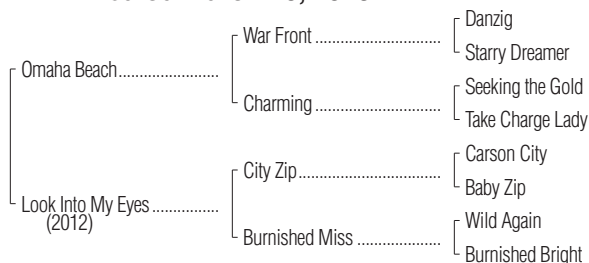 War Front
Danzig
Starry Dreamer
Omaha Beach
Charming
Seeking the Gold
Take Charge Lady
City Zip
Carson City
Baby Zip
Look Into My Eyes
(2012)
Burnished Miss
Wild Again
Burnished Bright